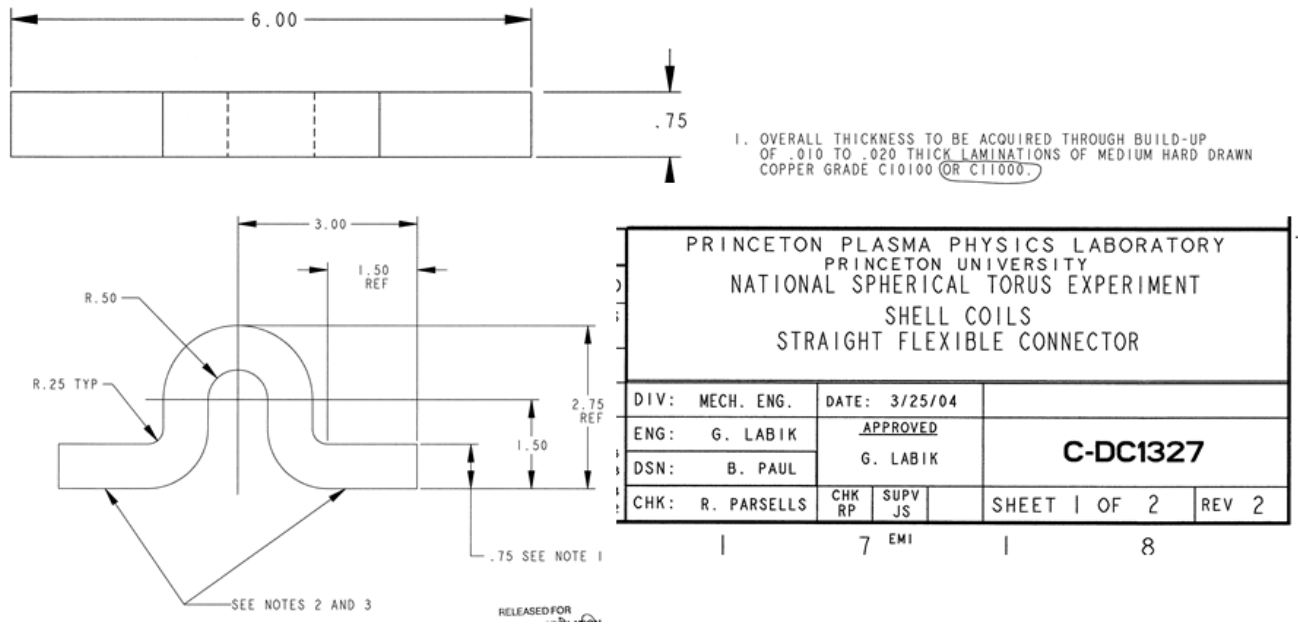 6.00
.75
1. OVERALL THICKNESS TO BE ACQUIRED THROUGH BUILD-UP
OF .010 TO .020 THICK LAMINATIONS OF MEDIUM HARD DRAWN
COPPER GRADE C10100 OR C11000.
3.00
1.50
REF
R.50
R.25 TYP
2.75
REF
1.50
.75 SEE NOTE 1
SEE NOTES 2 AND 3
RELEASED FOR
PRINCETON PLASMA PHYSICS LABORATORY
PRINCETON UNIVERSITY
NATIONAL SPHERICAL TORUS EXPERIMENT
SHELL COILS
STRAIGHT FLEXIBLE CONNECTOR
DIV: MECH. ENG. DATE: 3/25/04
ENG: G. LABIK APPROVED
C-DC1327
DSN: B. PAUL G. LABIK
CHK: R. PARSELLS CHK RP SUPV JS SHEET 1 OF 2 REV 2
1 7 EMI 1 8